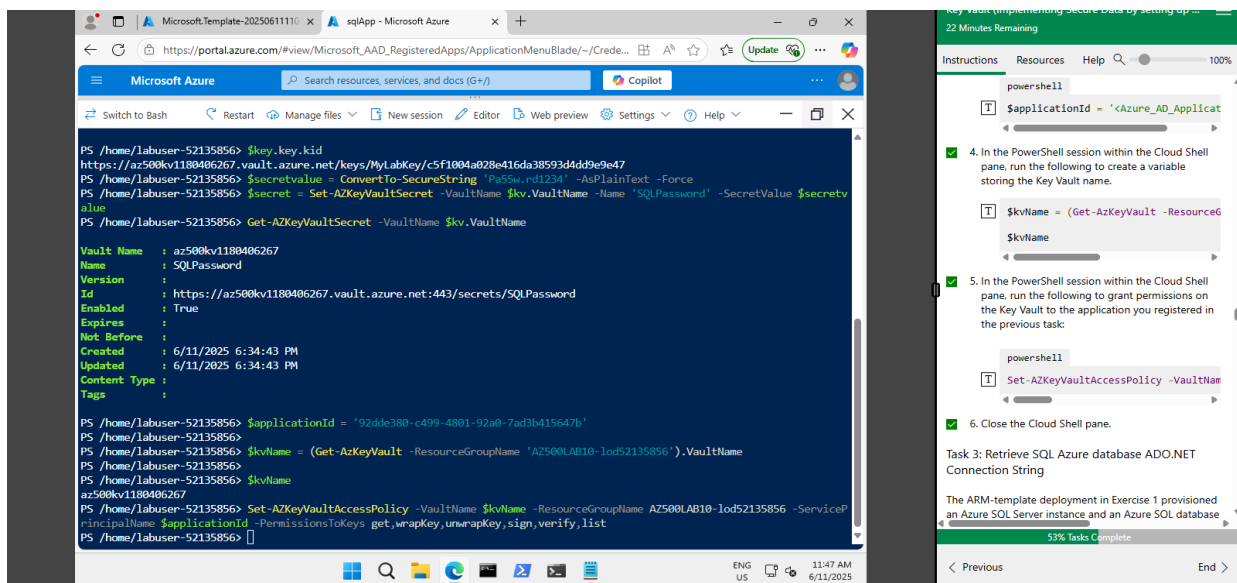 Microsoft.Template-20250611110
sqlApp - Microsoft Azure
https://portal.azure.com/#view/Microsoft_AAD_RegisteredApps/ApplicationMenuBlade/~/Crede...
Update
Microsoft Azure
Search resources, services, and docs (G+/)
Copilot
Switch to Bash
Restart
Manage files
New session
Editor
Web preview
Settings
Help
PS /home/labuser-52135856> $key.key.kid
https://az500kv1180406267.vault.azure.net/keys/MyLabKey/c5f1004a028e416da38593d4dd9e9e47
PS /home/labuser-52135856> $secretvalue = ConvertTo-SecureString 'Pa55w.rd1234' -AsPlainText -Force
PS /home/labuser-52135856> $secret = Set-AZKeyVaultSecret -VaultName $kv.VaultName -Name 'SQLPassword' -SecretValue $secretv
alue
PS /home/labuser-52135856> Get-AZKeyVaultSecret -VaultName $kv.VaultName
Vault Name : az500kv1180406267
Name : SQLPassword
Version :
Id : https://az500kv1180406267.vault.azure.net:443/secrets/SQLPassword
Enabled : True
Expires :
Not Before :
Created : 6/11/2025 6:34:43 PM
Updated : 6/11/2025 6:34:43 PM
Content Type :
Tags :
PS /home/labuser-52135856> $applicationId = '92dde380-c499-4801-92a0-7ad3b415647b'
PS /home/labuser-52135856>
PS /home/labuser-52135856> $kvName = (Get-AzKeyVault -ResourceGroupName 'AZ500LAB10-lod52135856').VaultName
PS /home/labuser-52135856>
PS /home/labuser-52135856> $kvName
az500kv1180406267
PS /home/labuser-52135856> Set-AZKeyVaultAccessPolicy -VaultName $kvName -ResourceGroupName AZ500LAB10-lod52135856 -ServiceP
rincipalName $applicationId -PermissionsToKeys get,wrapKey,unwrapKey,sign,verify,list
PS /home/labuser-52135856>
ENG
US
11:47 AM
6/11/2025
Key Vault (Implementing Secure Data by setting up ...
22 Minutes Remaining
Instructions
Resources
Help
100%
powershell
T
$applicationId = '<Azure_AD_Applicat
4. In the PowerShell session within the Cloud Shell
pane, run the following to create a variable
storing the Key Vault name.
T
$kvName = (Get-AzKeyVault -ResourceG
$kvName
5. In the PowerShell session within the Cloud Shell
pane, run the following to grant permissions on
the Key Vault to the application you registered in
the previous task:
powershell
T
Set-AZKeyVaultAccessPolicy -VaultNam
6. Close the Cloud Shell pane.
Task 3: Retrieve SQL Azure database ADO.NET
Connection String
The ARM-template deployment in Exercise 1 provisioned
an Azure SQL Server instance and an Azure SQL database
53% Tasks Complete
Previous
End